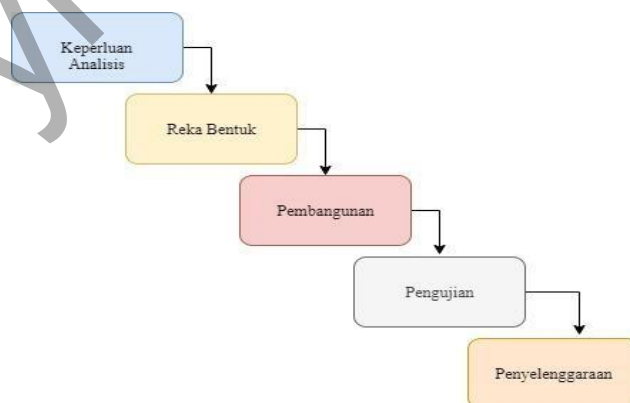 Keperluan
Analisis
Reka Bentuk
Pembangunan
Pengujian
Penyelenggaraan